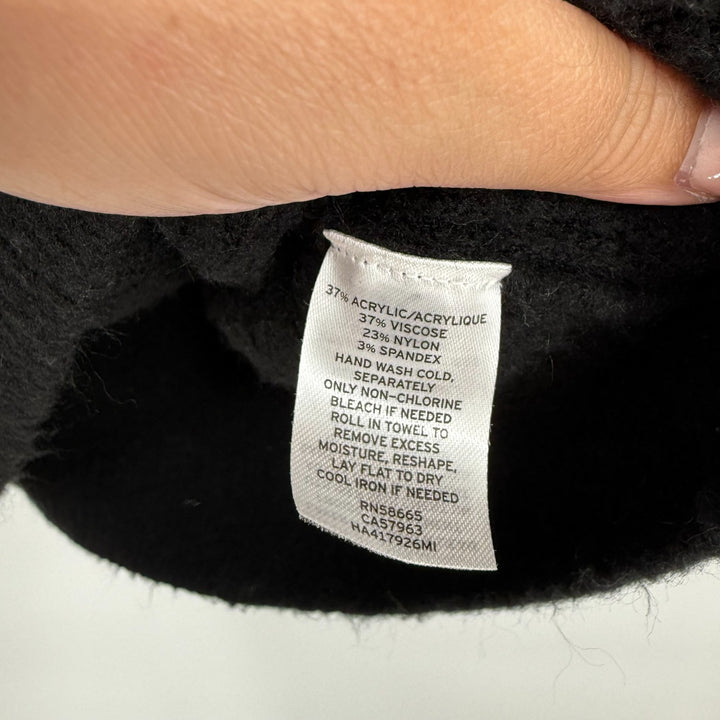 37% ACRYLIC/ACRYLIQUE
37% VISCOSE
23% NYLON
3% SPANDEX
HAND WASH COLD,
SEPARATELY
ONLY NON-CHLORINE
BLEACH IF NEEDED
ROLL IN TOWEL TO
REMOVE EXCESS
MOISTURE, RESHAPE,
LAY FLAT TO DRY
COOL IRON IF NEEDED
RN58665
CA57963
HA417926MI